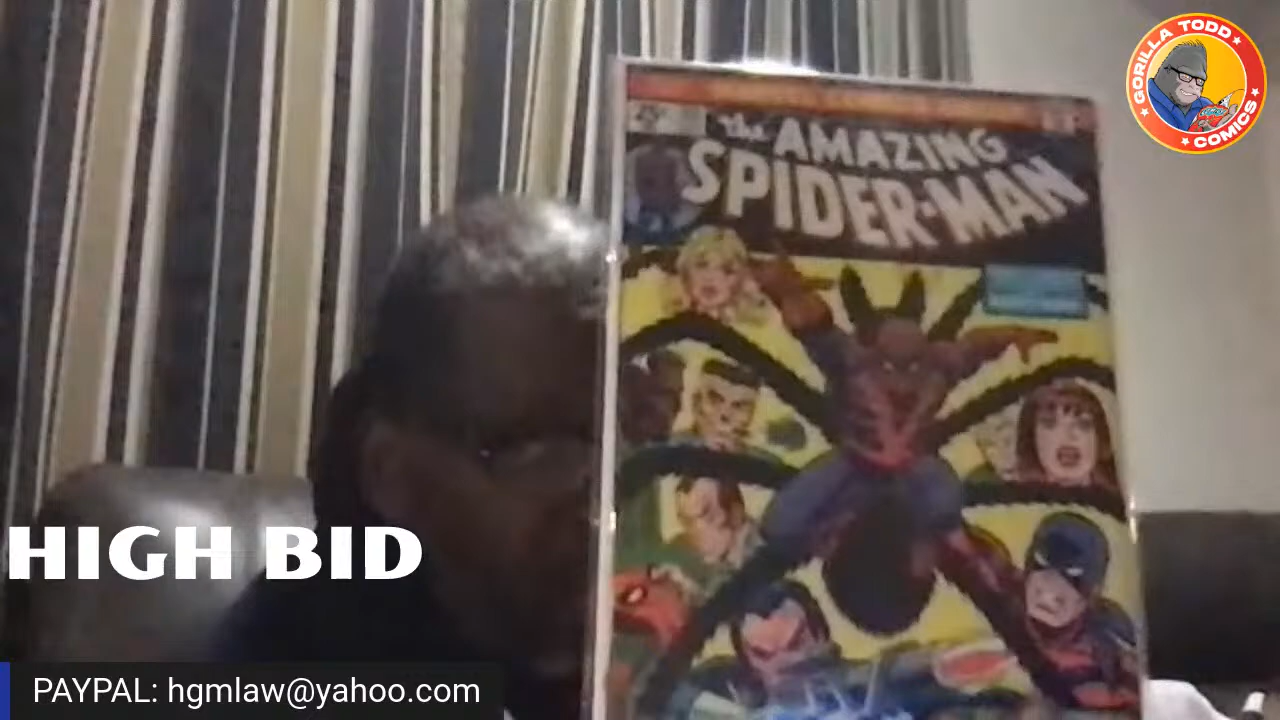 GORILLA TODD
COMICS
the AMAZING
SPIDER-MAN
HIGH BID
PAYPAL: hgmlaw@yahoo.com